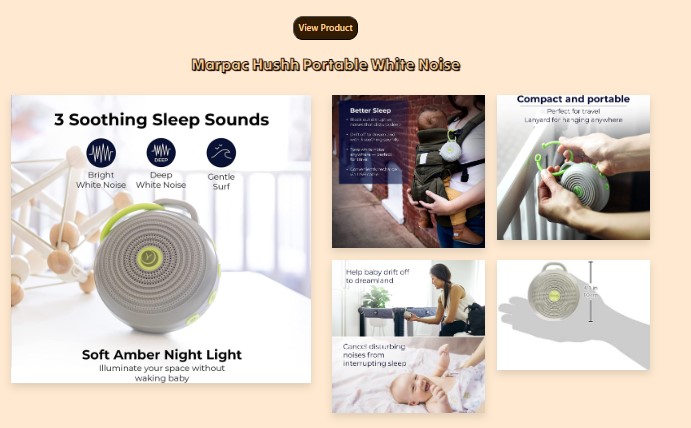 View Product
Marpac Hushh Portable White Noise
3 Soothing Sleep Sounds
DEEP
Bright
White Noise
Deep
White Noise
Gentle
Surf
Soft Amber Night Light
Illuminate your space without
waking baby
Better Sleep
Compact and portable
Perfect for travel
Lanyard for hanging anywhere
Help baby drift off
to dreamland
Cancel disturbing
noises from
interrupting sleep